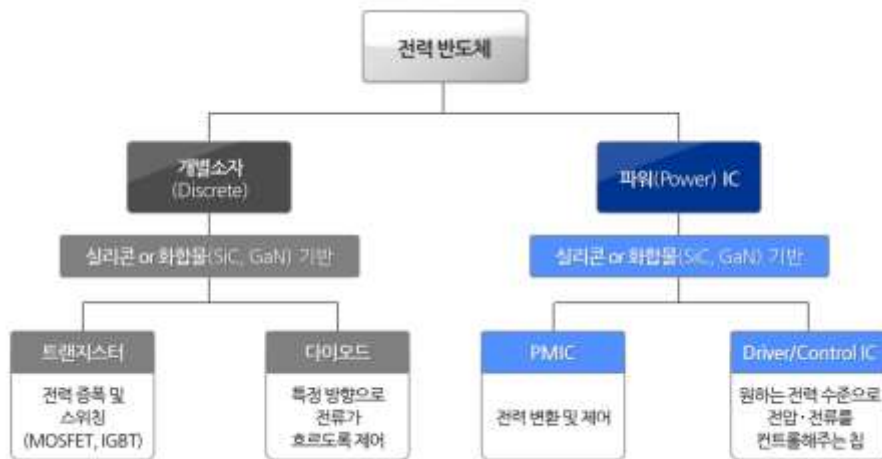 전력 반도체
개별소자
(Discrete)
파워(Power) IC
실리콘 or 화합물(SiC, GaN) 기반
실리콘 or 화합물(SiC, GaN) 기반
트랜지스터
전력 증폭 및
스위칭
(MOSFET, IGBT)
다이오드
특정 방향으로
전류가
흐르도록 제어
PMIC
전력 변환 및 제어
Driver/Control IC
원하는 전력 수준으로
전압·전류를
컨트롤해주는 칩